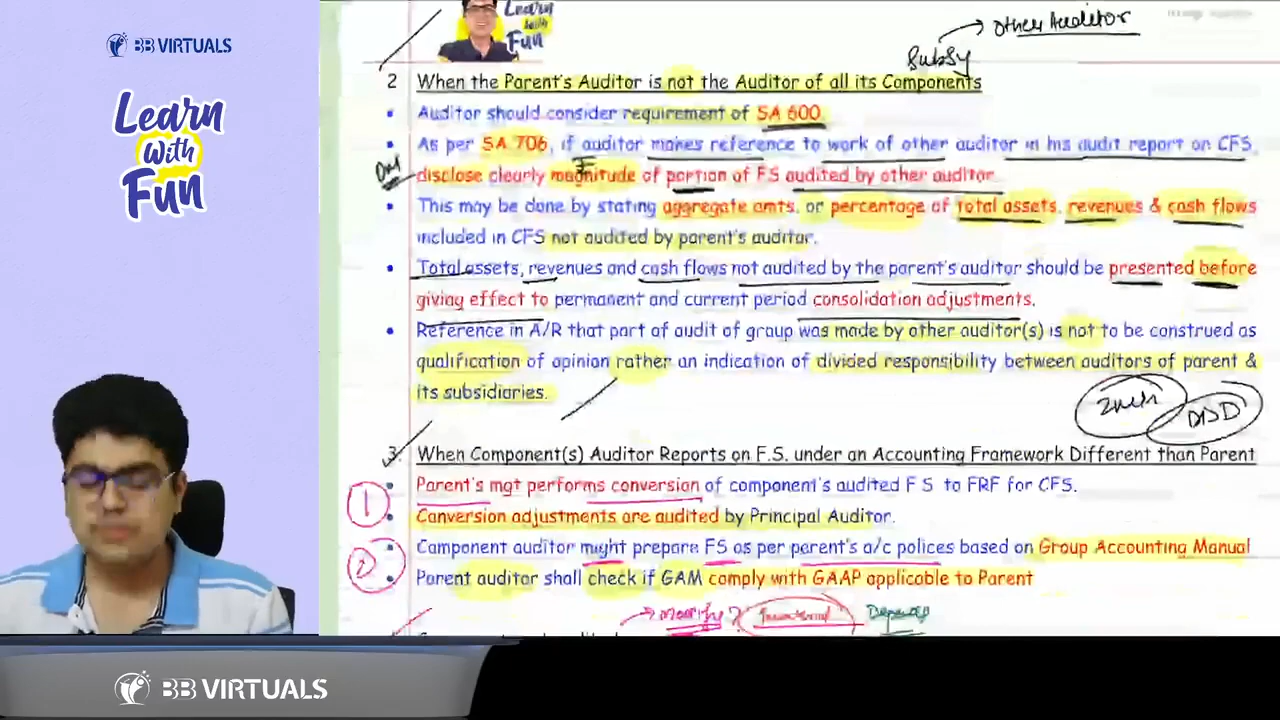 BB VIRTUALS
Learn
With
Fun
Learn
with
Fun
Other Auditor
Subsy
2 When the Parent's Auditor is not the Auditor of all its Components
• Auditor should consider requirement of SA 600.
• As per SA 706, if auditor makes reference to work of other auditor in his audit report on CFS,
disclose clearly magnitude of portion of FS audited by other auditor.
• This may be done by stating aggregate amts. or percentage of total assets, revenues & cash flows
included in CFS not audited by parent's auditor.
• Total assets, revenues and cash flows not audited by the parent's auditor should be presented before
giving effect to permanent and current period consolidation adjustments.
• Reference in A/R that part of audit of group was made by other auditor(s) is not to be construed as
qualification of opinion rather an indication of divided responsibility between auditors of parent &
its subsidiaries.
3. When Component(s) Auditor Reports on F.S. under an Accounting Framework Different than Parent
1
• Parent's mgt performs conversion of component's audited F S to FRF for CFS.
• Conversion adjustments are audited by Principal Auditor.
2
• Component auditor might prepare FS as per parent's a/c polices based on Group Accounting Manual
• Parent auditor shall check if GAM comply with GAAP applicable to Parent
Modify?
Depends
BB VIRTUALS